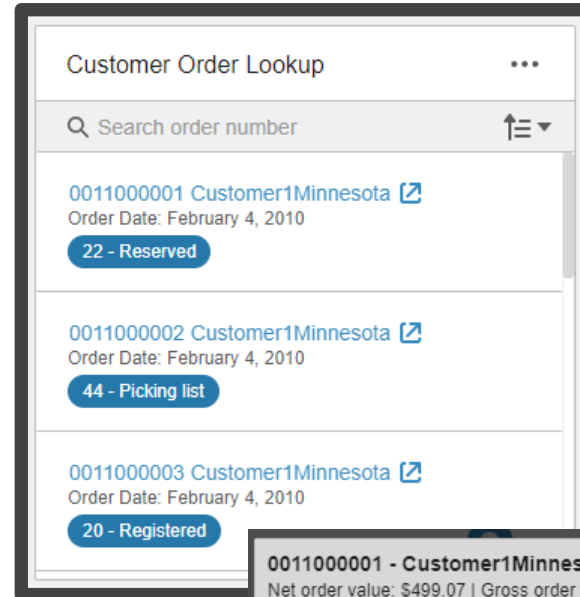 Customer Order Lookup
Search order number
0011000001 Customer1Minnesota
Order Date: February 4, 2010
22 - Reserved
0011000002 Customer1Minnesota
Order Date: February 4, 2010
44 - Picking list
0011000003 Customer1Minnesota
Order Date: February 4, 2010
20 - Registered
0011000001 - Customer1Minnes
Net order value: $499.07 | Gross order